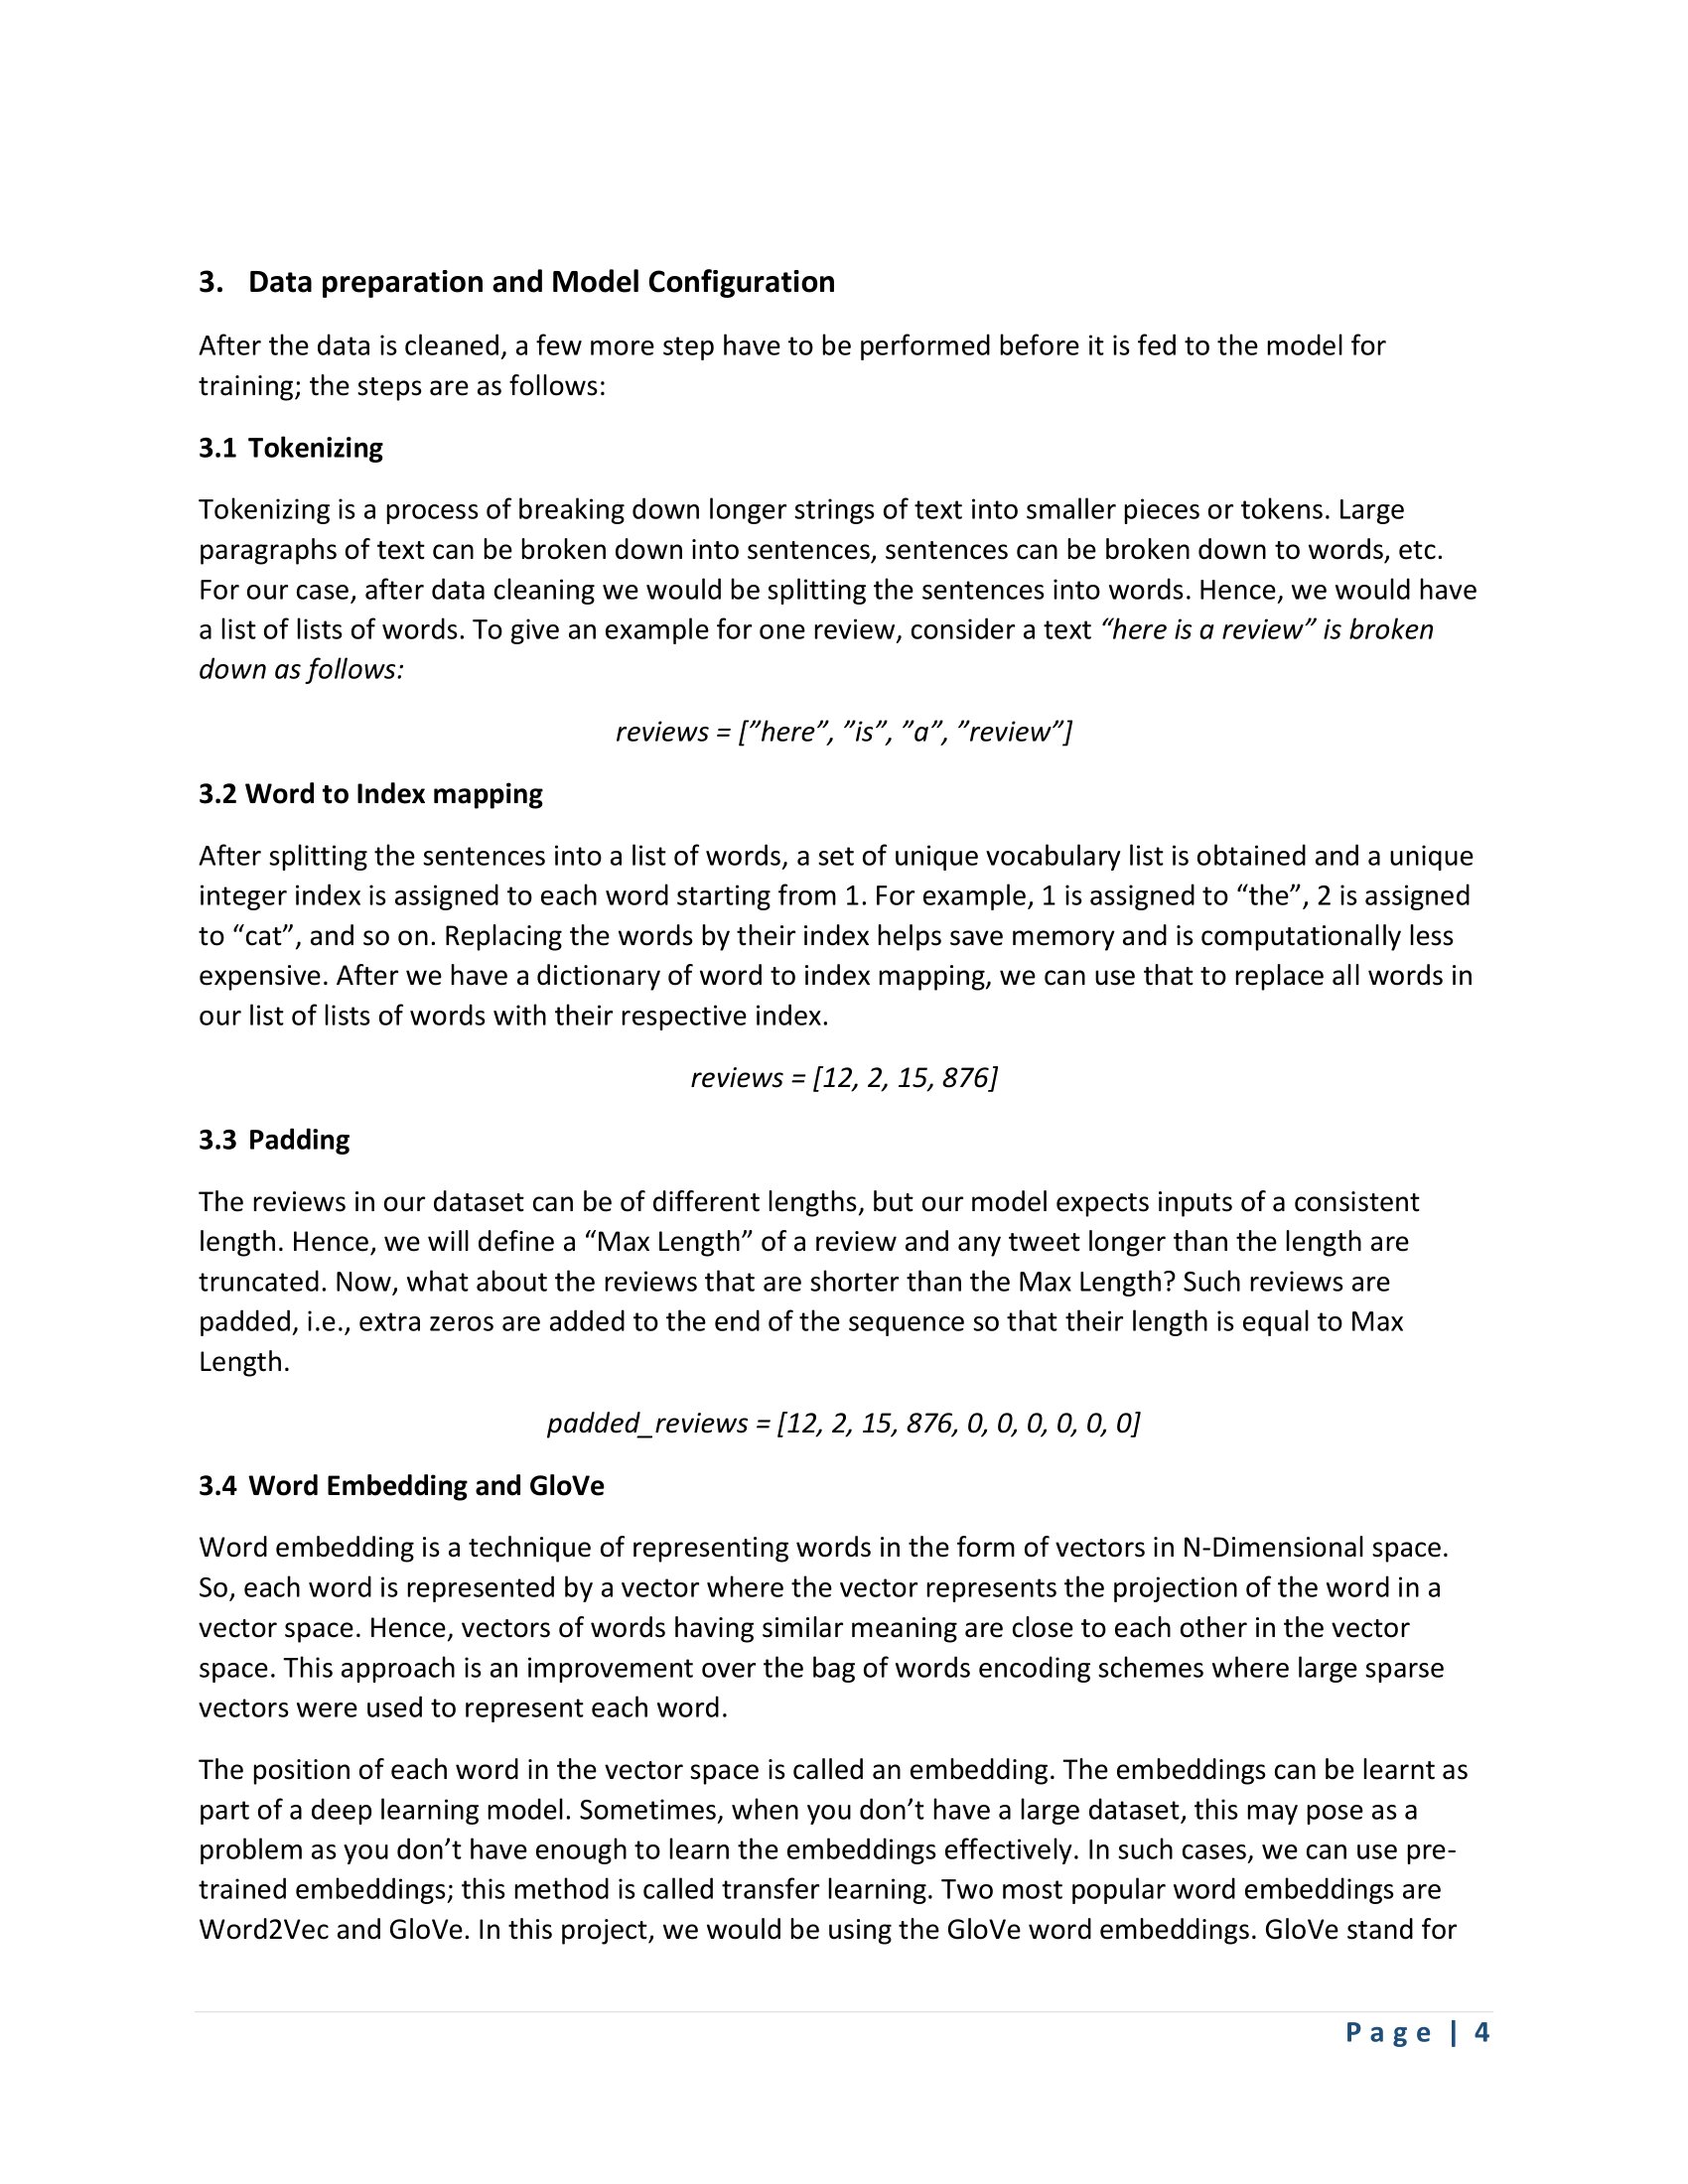 3. Data preparation and Model Configuration
After the data is cleaned, a few more step have to be performed before it is fed to the model for
training; the steps are as follows:
3.1 Tokenizing
Tokenizing is a process of breaking down longer strings of text into smaller pieces or tokens. Large
paragraphs of text can be broken down into sentences, sentences can be broken down to words, etc.
For our case, after data cleaning we would be splitting the sentences into words. Hence, we would have
a list of lists of words. To give an example for one review, consider a text “here is a review” is broken
down as follows:
reviews = [”here”, ”is”, ”a”, ”review”]
3.2 Word to Index mapping
After splitting the sentences into a list of words, a set of unique vocabulary list is obtained and a unique
integer index is assigned to each word starting from 1. For example, 1 is assigned to “the”, 2 is assigned
to “cat”, and so on. Replacing the words by their index helps save memory and is computationally less
expensive. After we have a dictionary of word to index mapping, we can use that to replace all words in
our list of lists of words with their respective index.
reviews = [12, 2, 15, 876]
3.3 Padding
The reviews in our dataset can be of different lengths, but our model expects inputs of a consistent
length. Hence, we will define a “Max Length” of a review and any tweet longer than the length are
truncated. Now, what about the reviews that are shorter than the Max Length? Such reviews are
padded, i.e., extra zeros are added to the end of the sequence so that their length is equal to Max
Length.
padded_reviews = [12, 2, 15, 876, 0, 0, 0, 0, 0, 0]
3.4 Word Embedding and GloVe
Word embedding is a technique of representing words in the form of vectors in N-Dimensional space.
So, each word is represented by a vector where the vector represents the projection of the word in a
vector space. Hence, vectors of words having similar meaning are close to each other in the vector
space. This approach is an improvement over the bag of words encoding schemes where large sparse
vectors were used to represent each word.
The position of each word in the vector space is called an embedding. The embeddings can be learnt as
part of a deep learning model. Sometimes, when you don’t have a large dataset, this may pose as a
problem as you don’t have enough to learn the embeddings effectively. In such cases, we can use pre-
trained embeddings; this method is called transfer learning. Two most popular word embeddings are
Word2Vec and GloVe. In this project, we would be using the GloVe word embeddings. GloVe stand for
Page | 4